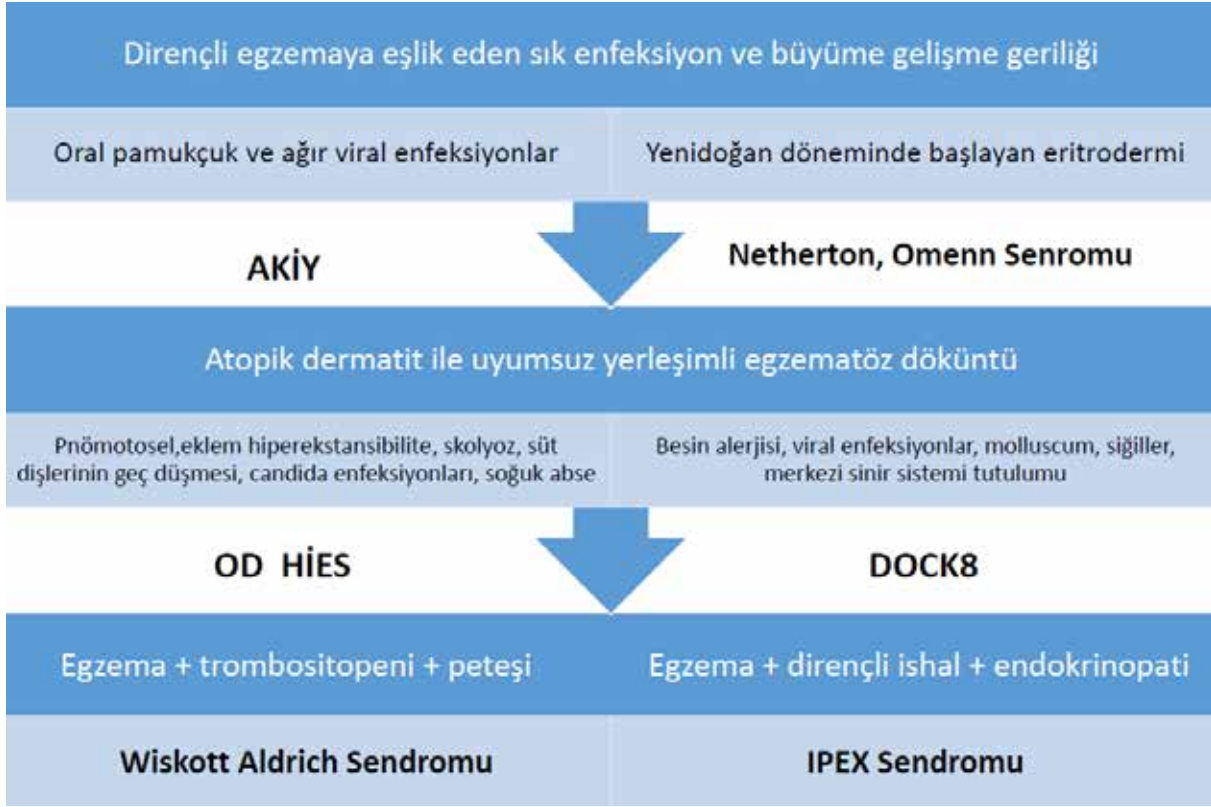 Dirençli egzemaya eşlik eden sık enfeksiyon ve büyüme gelişme geriliği
Oral pamukçuk ve ağır viral enfeksiyonlar
Yenidoğan döneminde başlayan eritrodermi
AKİY
Netherton, Omenn Senromu
Atopik dermatit ile uyumsuz yerleşimli egzematöz döküntü
Pnömotosel,eklem hiperekstansibilite, skolyoz, süt
dişlerinin geç düşmesi, candida enfeksiyonları, soğuk abse
Besin alerjisi, viral enfeksiyonlar, molluscum, siğiller,
merkezi sinir sistemi tutulumu
OD HİES
DOCK8
Egzema + trombositopeni + peteşi
Egzema + dirençli ishal + endokrinopati
Wiskott Aldrich Sendromu
IPEX Sendromu